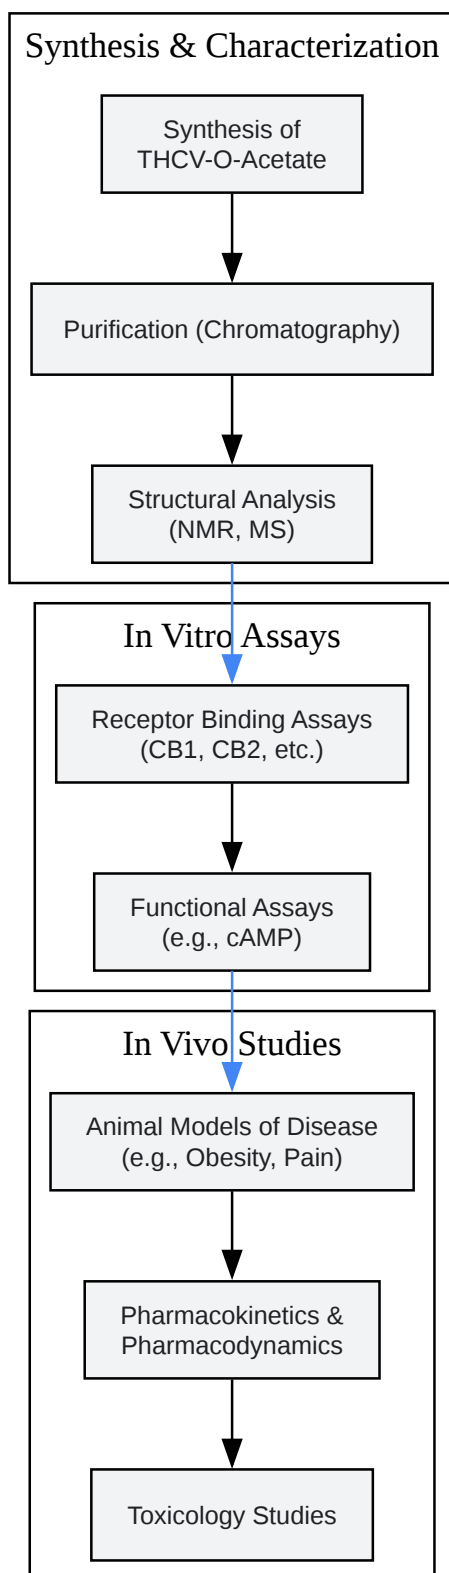 Synthesis & Characterization
Synthesis of
THCV-O-Acetate
Purification (Chromatography)
Structural Analysis
(NMR, MS)
In Vitro Assays
Receptor Binding Assays
(CB1, CB2, etc.)
Functional Assays
(e.g., cAMP)
In Vivo Studies
Animal Models of Disease
(e.g., Obesity, Pain)
Pharmacokinetics &
Pharmacodynamics
Toxicology Studies